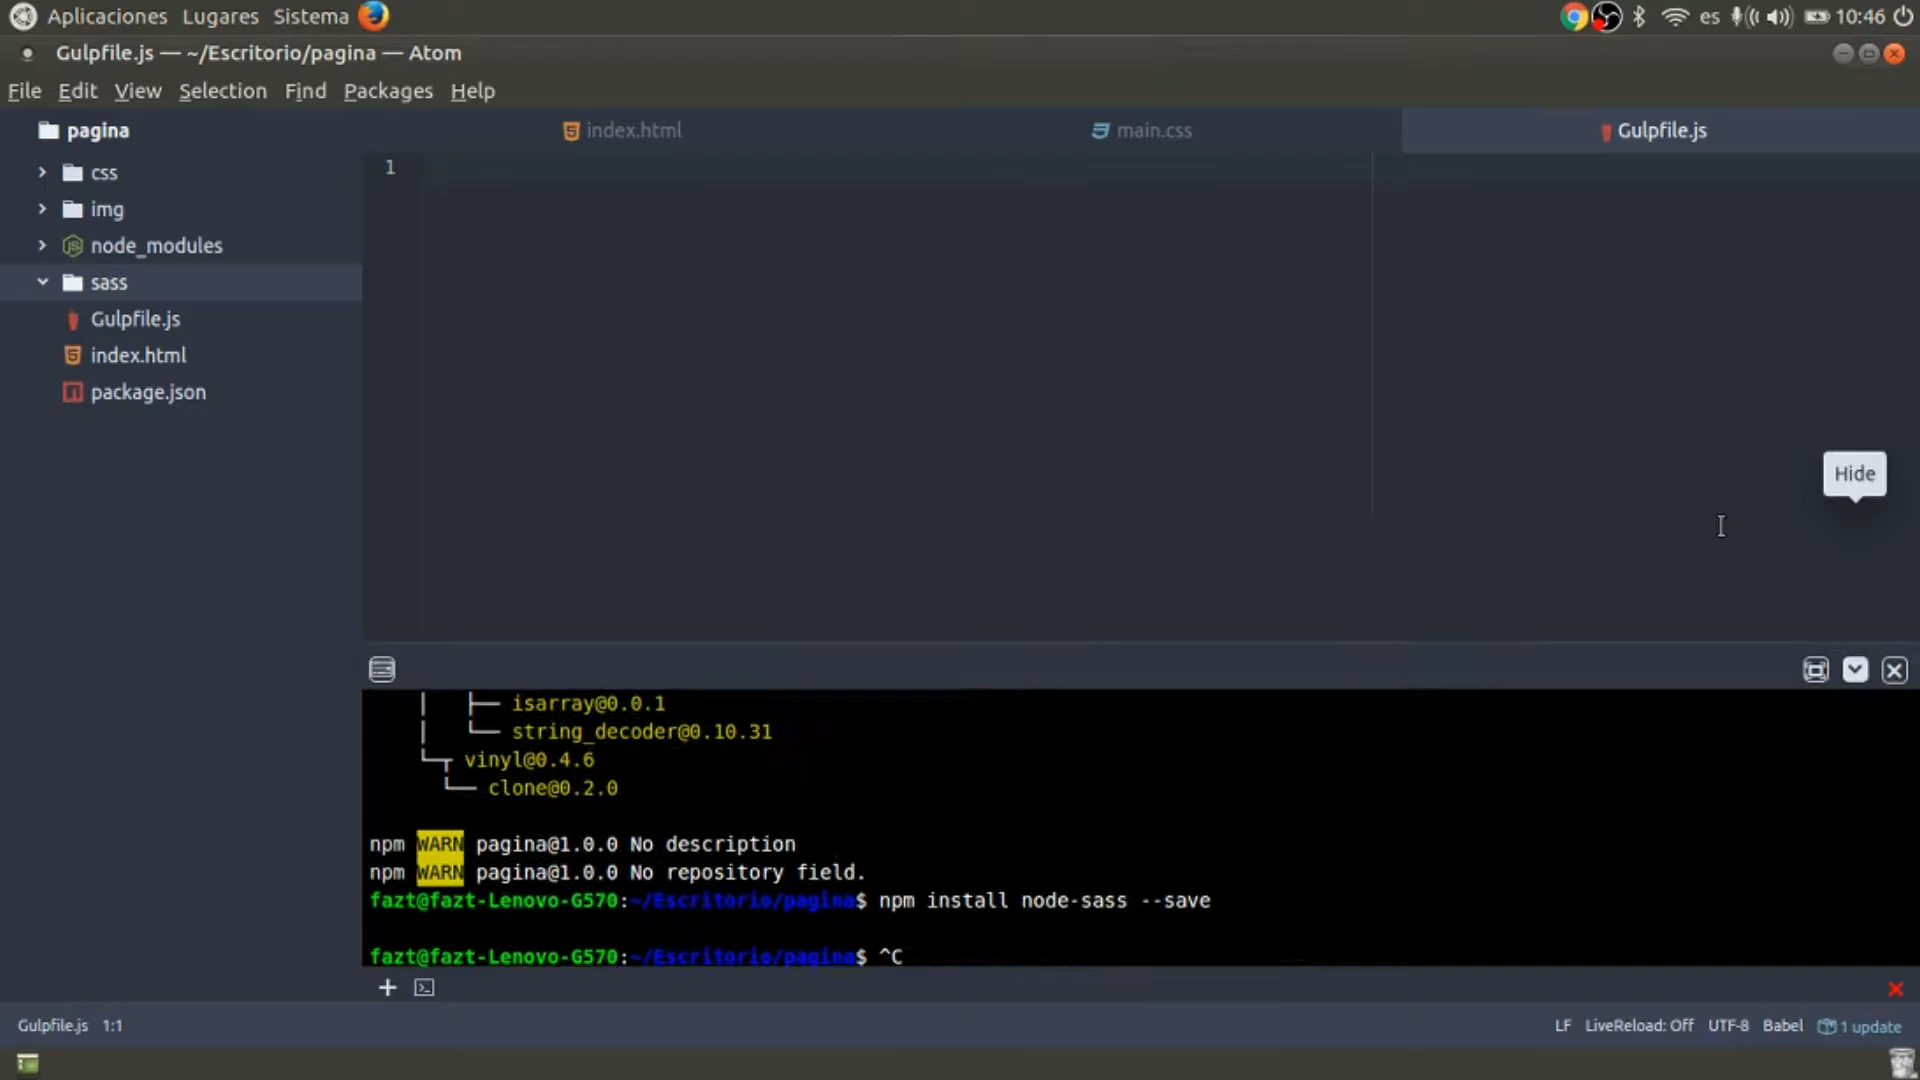 Aplicaciones Lugares Sistema es 10:46
Gulpfile.js — ~/Escritorio/pagina — Atom
File Edit View Selection Find Packages Help
pagina
css
img
node_modules
sass
Gulpfile.js
index.html
package.json
index.html main.css Gulpfile.js
1
Hide
isarray@0.0.1
string_decoder@0.10.31
vinyl@0.4.6
clone@0.2.0
npm WARN pagina@1.0.0 No description
npm WARN pagina@1.0.0 No repository field.
fazt@fazt-Lenovo-G570:~/Escritorio/pagina$ npm install node-sass --save
fazt@fazt-Lenovo-G570:~/Escritorio/pagina$ ^C
Gulpfile.js 1:1 LF LiveReload: Off UTF-8 Babel 1 update